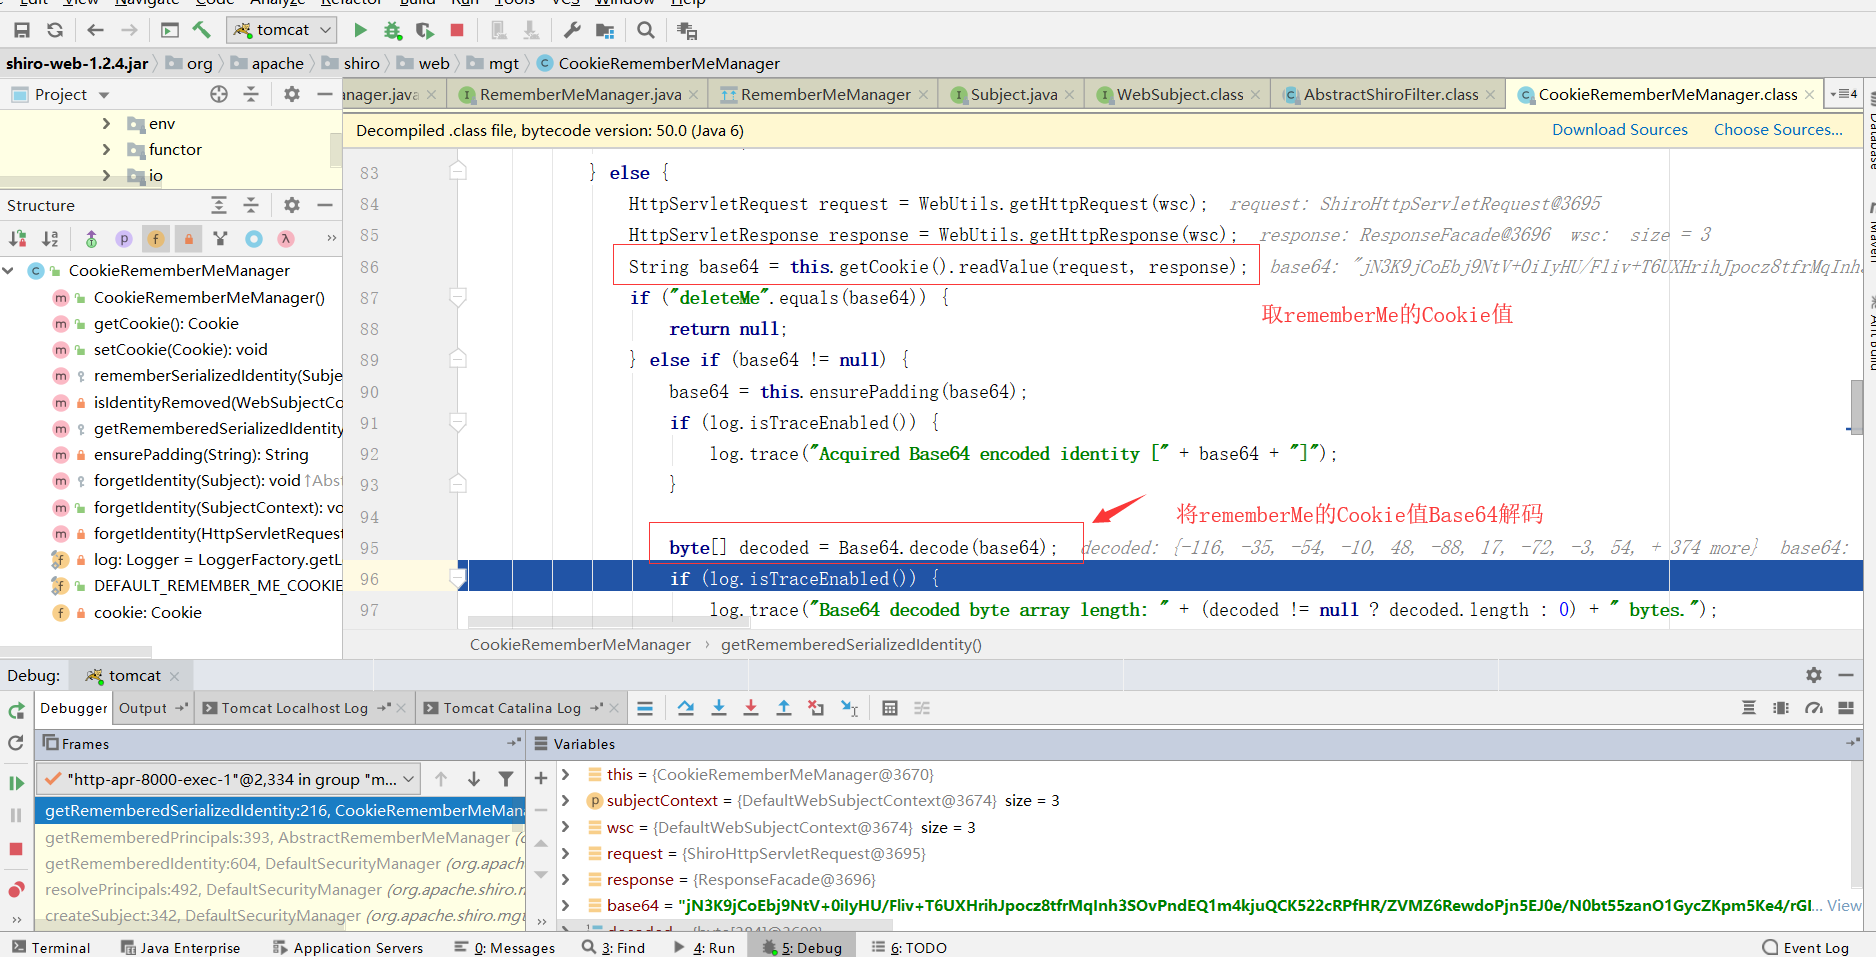 View Navigate Code Analyze Refactor Build Run Tools VCS Window Help
tomcat
shiro-web-1.2.4.jar org apache shiro web mgt CookieRememberMeManager
Project
anager.java RememberMeManager.java RememberMeManager Subject.java WebSubject.class AbstractShiroFilter.class CookieRememberMeManager.class 4
env
functor
io
Decompiled .class file, bytecode version: 50.0 (Java 6) Download Sources Choose Sources...
Structure
CookieRememberMeManager
CookieRememberMeManager()
getCookie(): Cookie
setCookie(Cookie): void
rememberSerializedIdentity(Subje
isIdentityRemoved(WebSubjectCo
getRememberedSerializedIdentity
ensurePadding(String): String
forgetIdentity(Subject): void ↑Abs
forgetIdentity(SubjectContext): vo
forgetIdentity(HttpServletRequest
log: Logger = LoggerFactory.getL
DEFAULT_REMEMBER_ME_COOKIE
cookie: Cookie
83 } else {
84 HttpServletRequest request = WebUtils.getHttpRequest(wsc); request: ShiroHttpServletRequest@3695
85 HttpServletResponse response = WebUtils.getHttpResponse(wsc); response: ResponseFacade@3696 wsc: size = 3
86 String base64 = this.getCookie().readValue(request, response); base64: "jN3K9jCoEbj9NtV+0iIyHU/Fliv+T6UXHrihJpocz8tfrMqInh
87 if ("deleteMe".equals(base64)) {
取rememberMe的Cookie值
88 return null;
89 } else if (base64 != null) {
90 base64 = this.ensurePadding(base64);
91 if (log.isTraceEnabled()) {
92 log.trace("Acquired Base64 encoded identity [" + base64 + "]");
93 }
94
将rememberMe的Cookie值Base64解码
95 byte[] decoded = Base64.decode(base64); decoded: {-116, -35, -54, -10, 48, -88, 17, -72, -3, 54, + 374 more} base64:
96 if (log.isTraceEnabled()) {
97 log.trace("Base64 decoded byte array length: " + (decoded != null ? decoded.length : 0) + " bytes.");
CookieRememberMeManager › getRememberedSerializedIdentity()
Database
Maven
Ant Build
Debug: tomcat
Debugger Output Tomcat Localhost Log Tomcat Catalina Log
Frames
Variables
"http-apr-8000-exec-1"@2,334 in group "m...
getRememberedSerializedIdentity:216, CookieRememberMeMana
getRememberedPrincipals:393, AbstractRememberMeManager (o
getRememberedIdentity:604, DefaultSecurityManager (org.apach
resolvePrincipals:492, DefaultSecurityManager (org.apache.shiro.m
createSubject:342, DefaultSecurityManager (org.apache.shiro.mgt
this = {CookieRememberMeManager@3670}
subjectContext = {DefaultWebSubjectContext@3674} size = 3
wsc = {DefaultWebSubjectContext@3674} size = 3
request = {ShiroHttpServletRequest@3695}
response = {ResponseFacade@3696}
base64 = "jN3K9jCoEbj9NtV+0iIyHU/Fliv+T6UXHrihJpocz8tfrMqInh3SOvPndEQ1m4kjuQCK522cRPfHR/ZVMZ6RewdoPjn5EJ0e/N0bt55zanO1GycZKpm5Ke4/rGI... View
Terminal Java Enterprise Application Servers 0: Messages 3: Find 4: Run 5: Debug 6: TODO Event Log